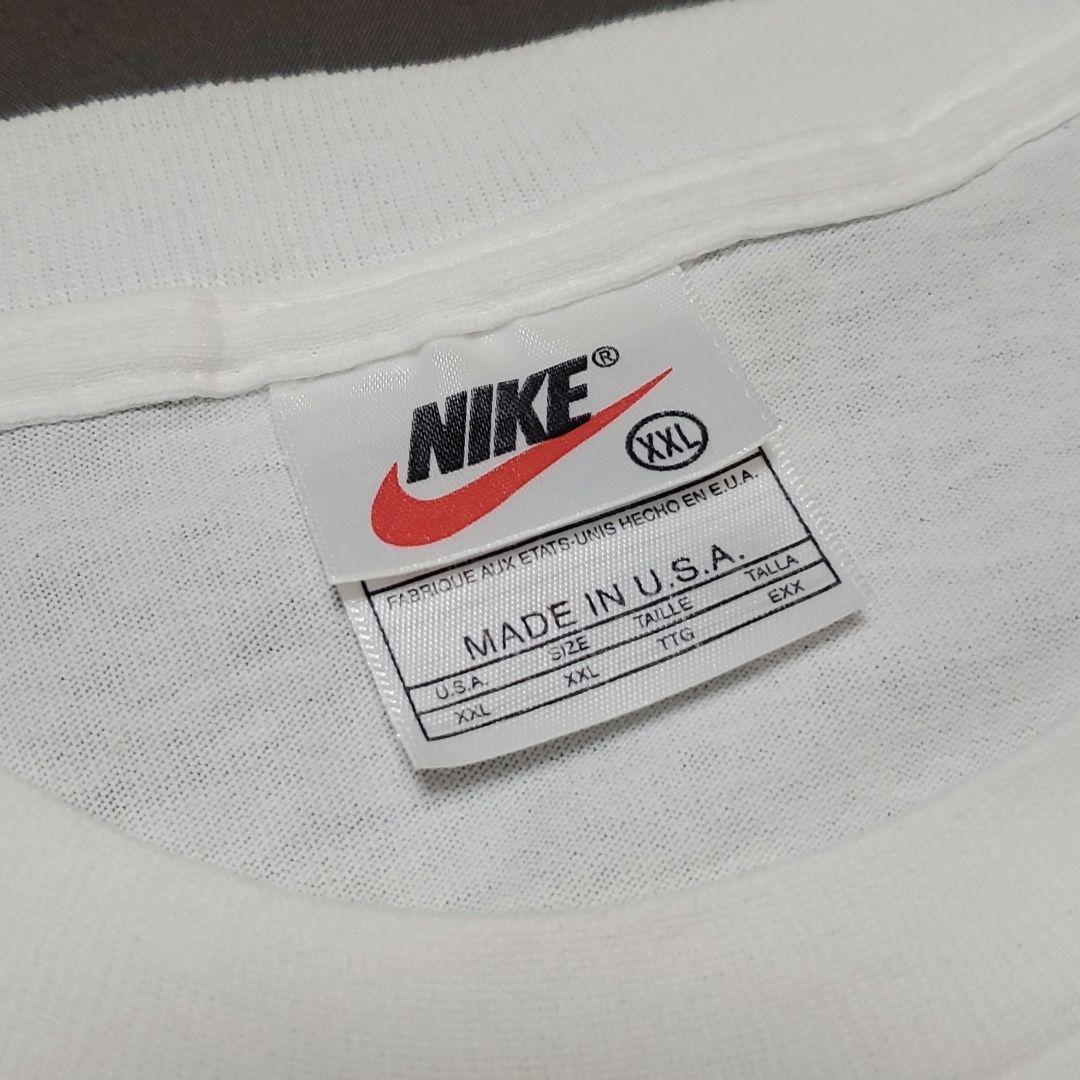 NIKE®
XXL
FABRIQUE AUX ETATS-UNIS HECHO EN E.U.A.
MADE IN U.S.A.
U.S.A. SIZE TAILLE TALLA
XXL XXL TTG EXX